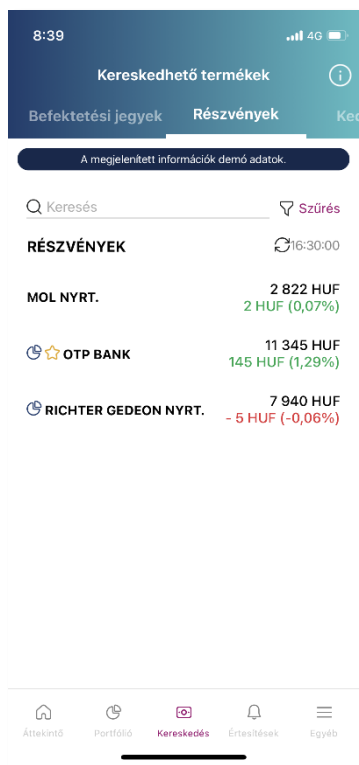 8:39
4G
Kereskedhető termékek
Befektetési jegyek Részvények Ked
A megjelenített információk demó adatok.
Keresés Szűrés
RÉSZVÉNYEK 16:30:00
MOL NYRT. 2 822 HUF
2 HUF (0,07%)
OTP BANK 11 345 HUF
145 HUF (1,29%)
RICHTER GEDEON NYRT. 7 940 HUF
- 5 HUF (-0,06%)
Áttekintő Portfólió Kereskedés Értesítések Egyéb